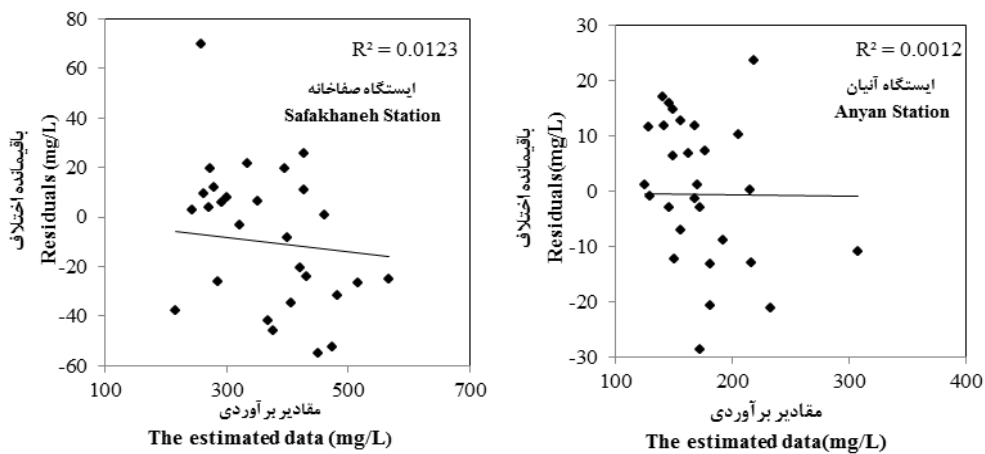 80
60
40
20
0
-20
-40
-60
100
300
500
700
R² = 0.0123
ایستگاه صفاخانه
Safakhaneh Station
باقیمانده اختلاف
Residuals (mg/L)
مقادیر برآوردی
The estimated data (mg/L)
30
20
10
0
-10
-20
-30
100
200
300
400
R² = 0.0012
ایستگاه آنیان
Anyan Station
باقیمانده اختلاف
Residuals(mg/L)
مقادیر برآوردی
The estimated data(mg/L)